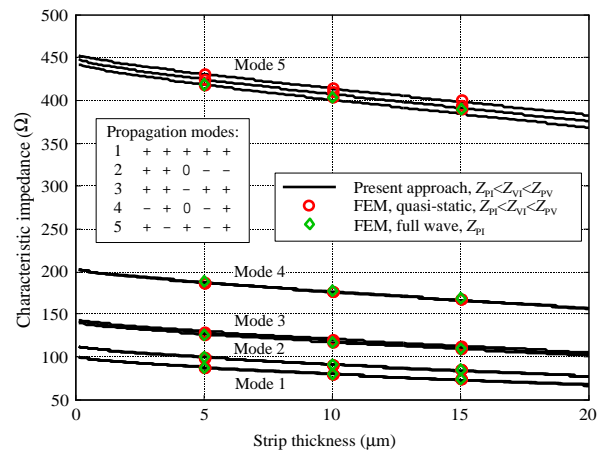 500
450
400
350
300
250
200
150
100
50
Characteristic impedance (Ω)
Mode 5
Propagation modes:
1 + + + + +
2 + + 0 − −
3 + + − + +
4 − + 0 − +
5 + − + − +
Present approach, Z_PI<Z_VI<Z_PV
FEM, quasi-static, Z_PI<Z_VI<Z_PV
FEM, full wave, Z_PI
Mode 4
Mode 3
Mode 2
Mode 1
0 5 10 15 20
Strip thickness (μm)